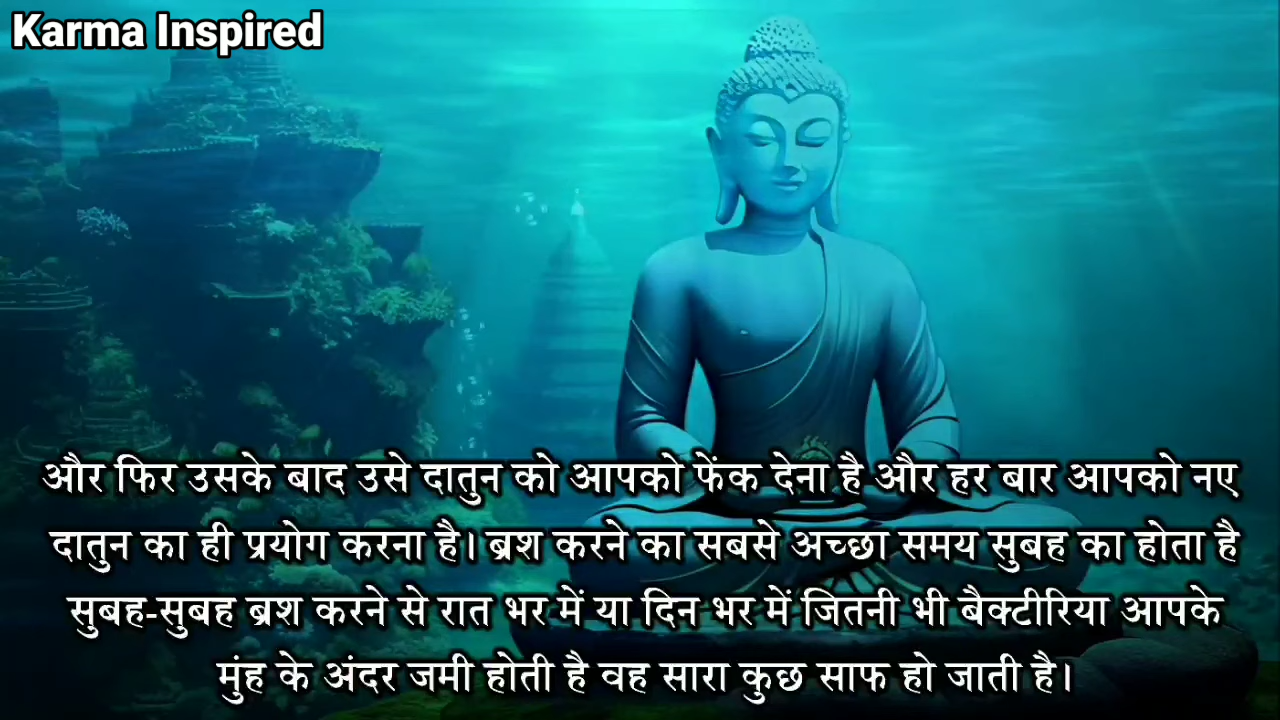 Karma Inspired
और फिर उसके बाद उसे दातुन को आपको फेंक देना है और हर बार आपको नए
दातुन का ही प्रयोग करना है। ब्रश करने का सबसे अच्छा समय सुबह का होता है
सुबह-सुबह ब्रश करने से रात भर में या दिन भर में जितनी भी बैक्टीरिया आपके
मुंह के अंदर जमी होती है वह सारा कुछ साफ हो जाती है।